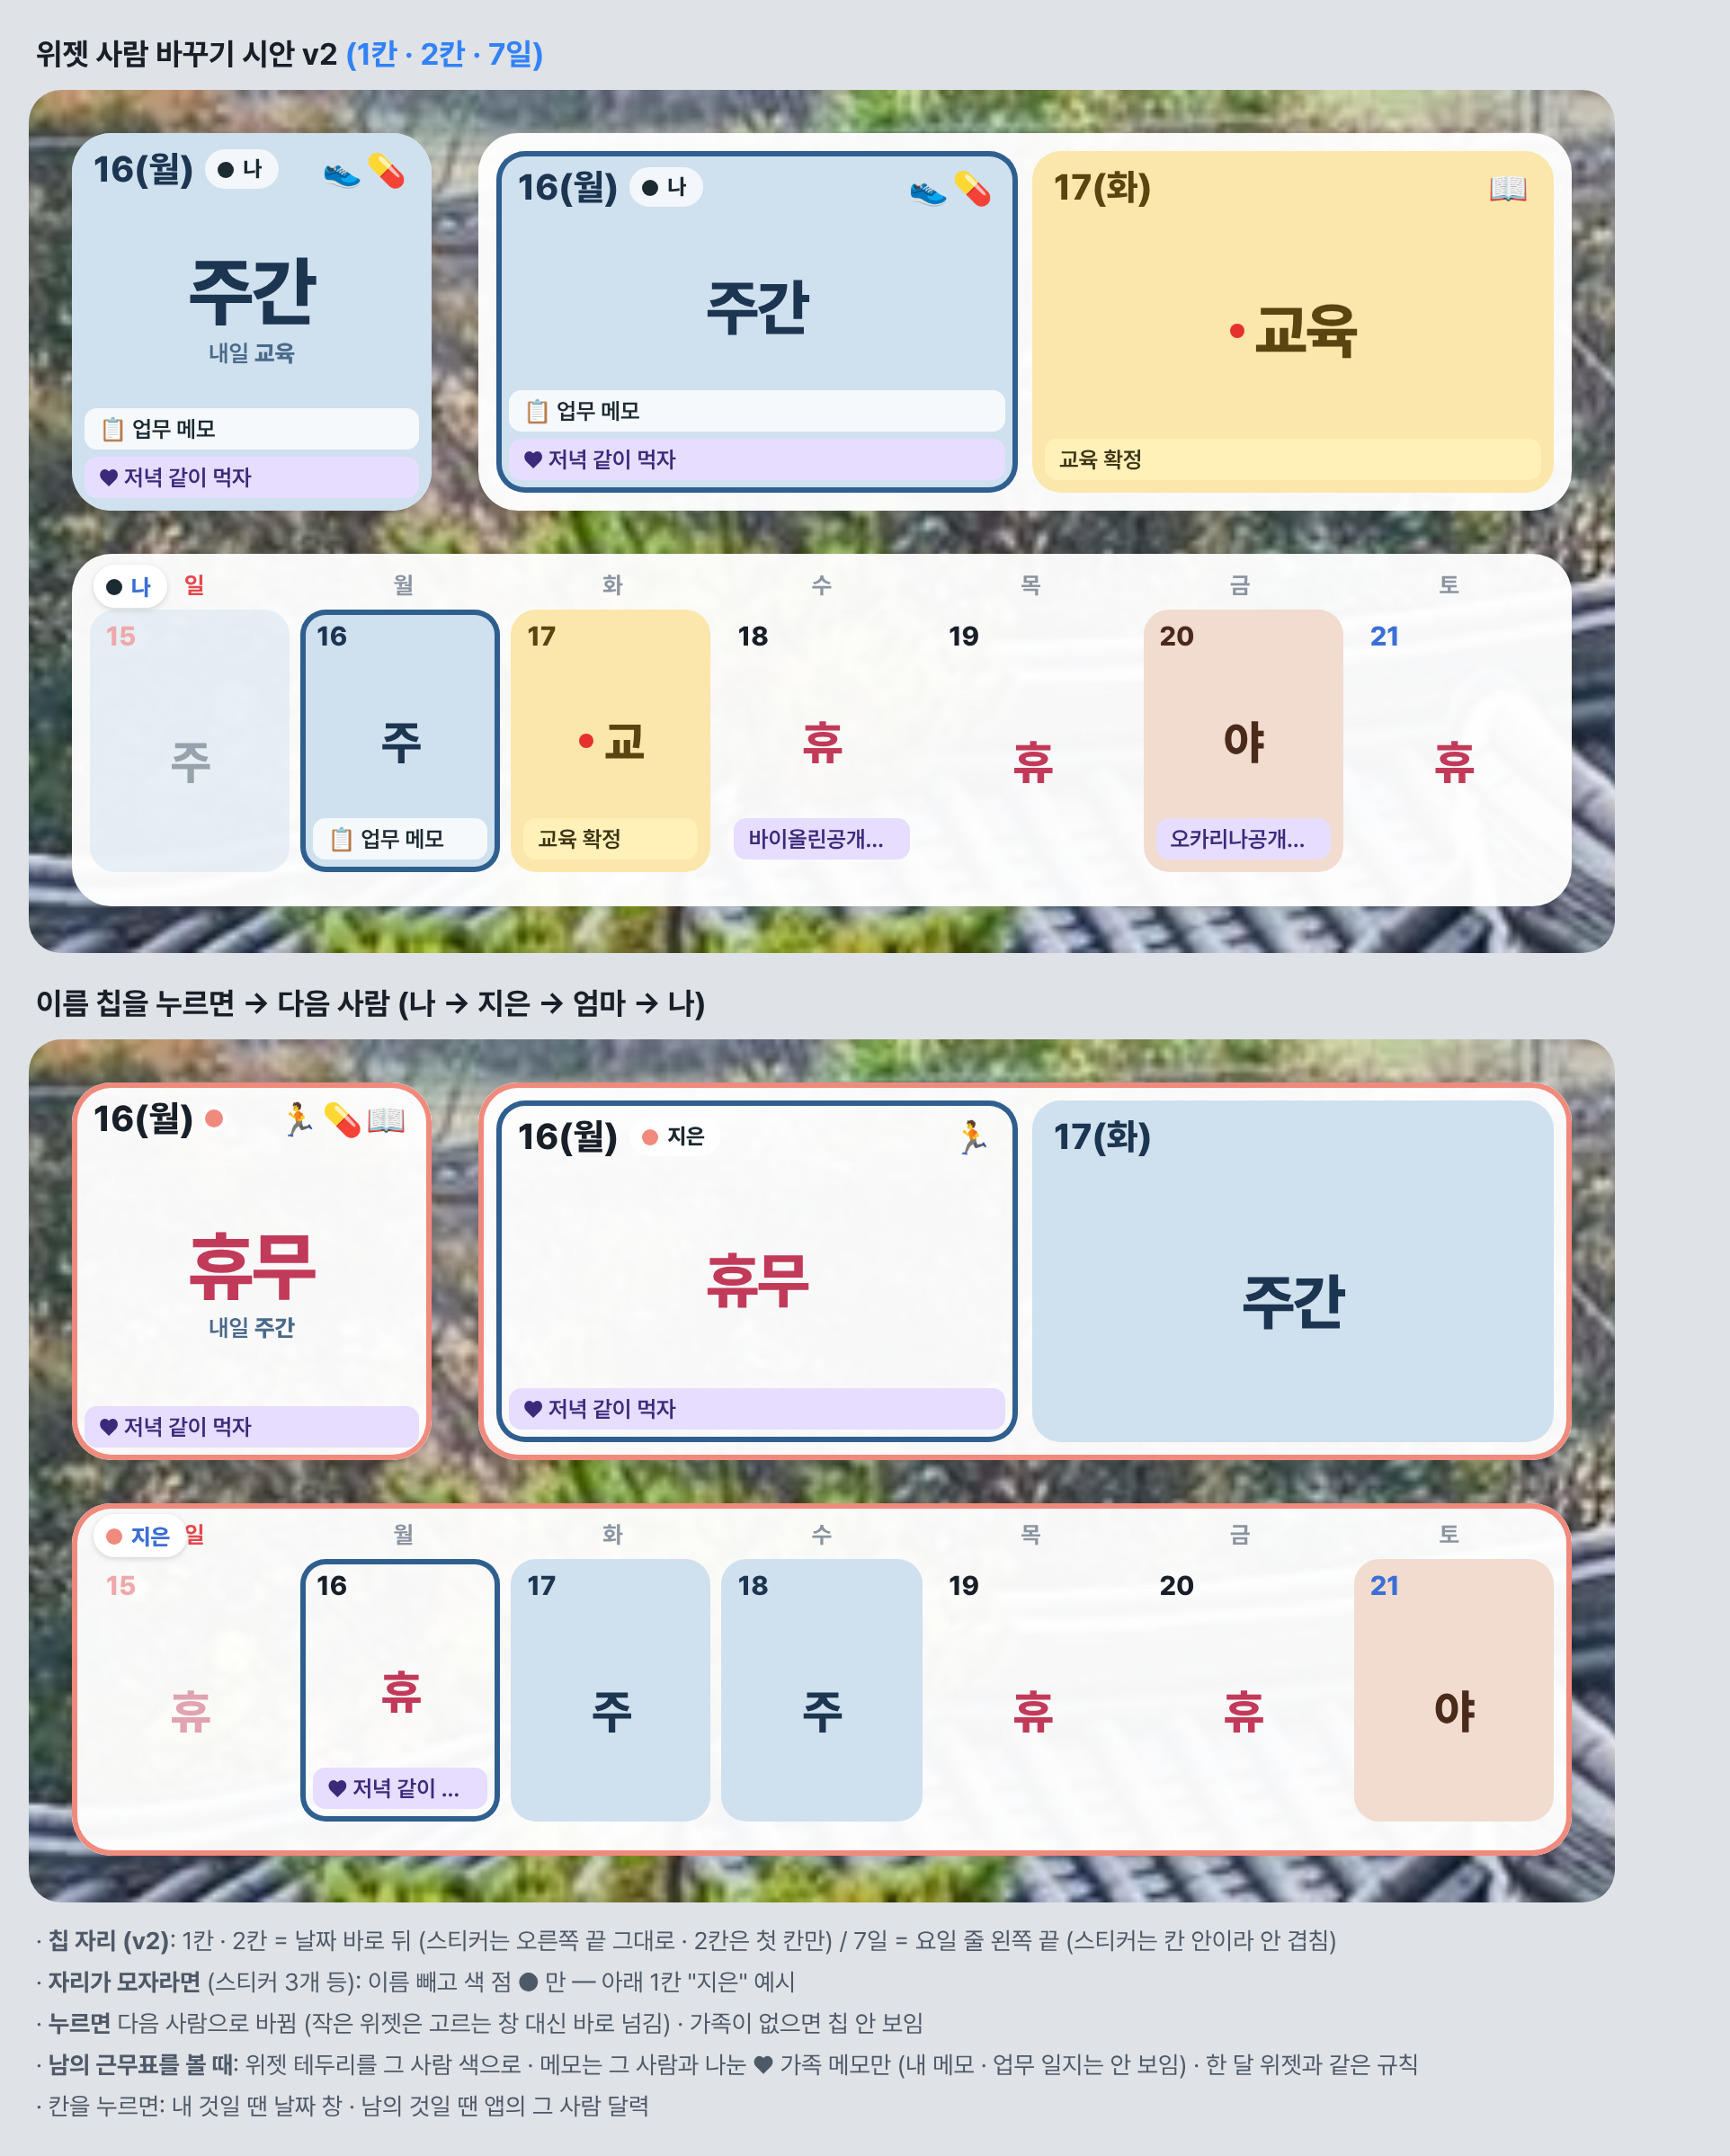 위젯 사람 바꾸기 시안 v2 (1칸 · 2칸 · 7일)
16(월) ● 나
주간
내일 교육
📋 업무 메모
♥ 저녁 같이 먹자
16(월) ● 나
주간
📋 업무 메모
♥ 저녁 같이 먹자
17(화)
• 교육
교육 확정
● 나 일 월 화 수 목 금 토
15 16 17 18 19 20 21
주 주 • 교 휴 휴 야 휴
📋 업무 메모 교육 확정 바이올린공개... 오카리나공개...
이름 칩을 누르면 → 다음 사람 (나 → 지은 → 엄마 → 나)
16(월) ●
휴무
내일 주간
♥ 저녁 같이 먹자
16(월) ● 지은
휴무
♥ 저녁 같이 먹자
17(화)
주간
● 지은 일 월 화 수 목 금 토
15 16 17 18 19 20 21
휴 휴 주 주 휴 휴 야
♥ 저녁 같이 ...
· 칩 자리 (v2): 1칸 · 2칸 = 날짜 바로 뒤 (스티커는 오른쪽 끝 그대로 · 2칸은 첫 칸만) / 7일 = 요일 줄 왼쪽 끝 (스티커는 칸 안이라 안 겹침)
· 자리가 모자라면 (스티커 3개 등): 이름 빼고 색 점 ● 만 — 아래 1칸 "지은" 예시
· 누르면 다음 사람으로 바뀜 (작은 위젯은 고르는 창 대신 바로 넘김) · 가족이 없으면 칩 안 보임
· 남의 근무표를 볼 때: 위젯 테두리를 그 사람 색으로 · 메모는 그 사람과 나눈 ♥ 가족 메모만 (내 메모 · 업무 일지는 안 보임) · 한 달 위젯과 같은 규칙
· 칸을 누르면: 내 것일 땐 날짜 창 · 남의 것일 땐 앱의 그 사람 달력